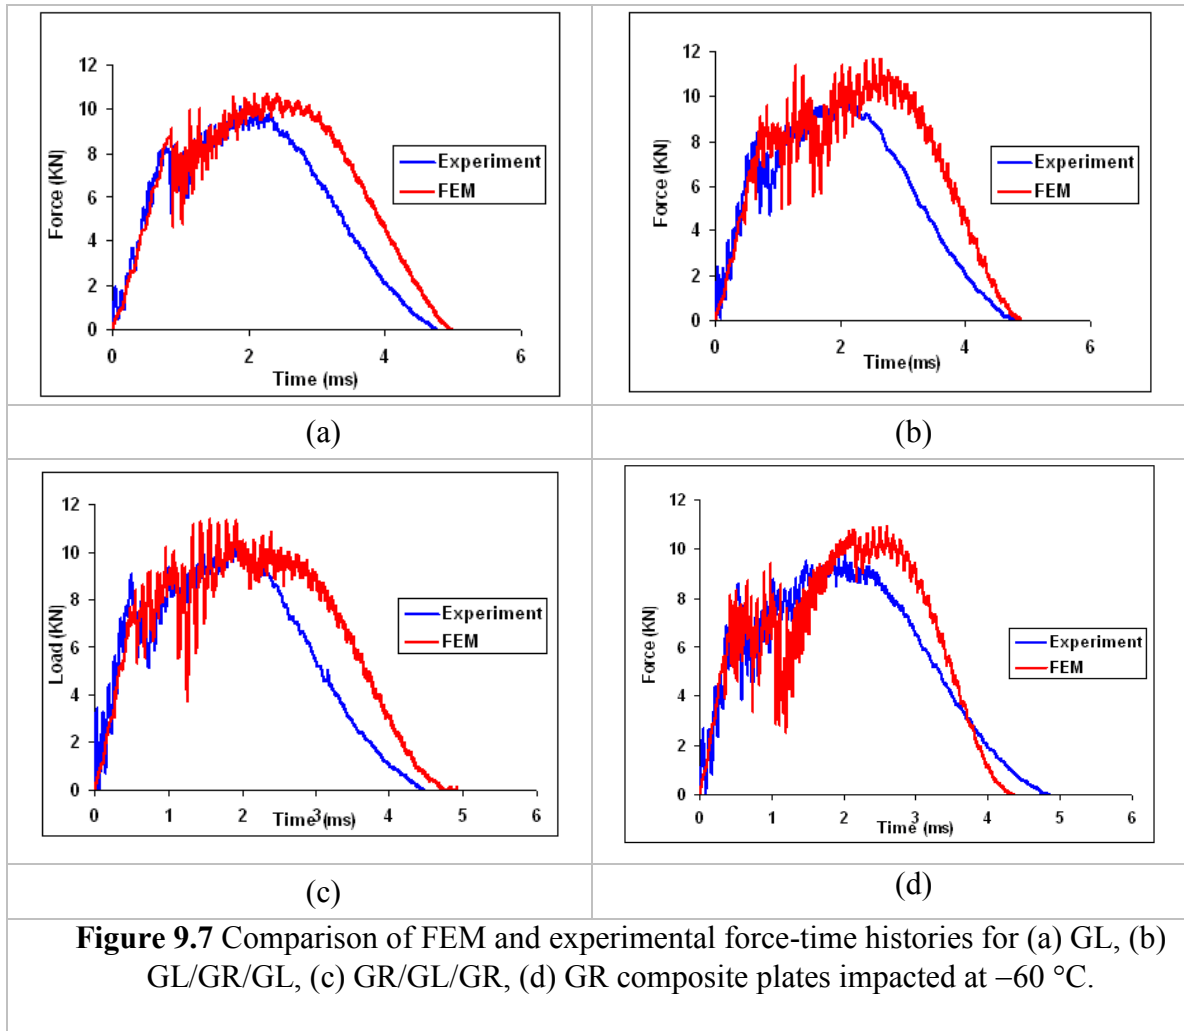 12
10
8
6
4
2
0
Force (KN)
0
2
4
6
Time (ms)
Experiment
FEM
(a)
12
10
8
6
4
2
0
Force (KN)
0
2
4
6
Time(ms)
Experiment
FEM
(b)
12
10
8
6
4
2
0
Load (KN)
0
1
2
3
4
5
6
Time (ms)
Experiment
FEM
(c)
12
10
8
6
4
2
0
Force (KN)
0
1
2
3
4
5
6
Time (ms)
Experiment
FEM
(d)
Figure 9.7 Comparison of FEM and experimental force-time histories for (a) GL, (b)
GL/GR/GL, (c) GR/GL/GR, (d) GR composite plates impacted at −60 °C.